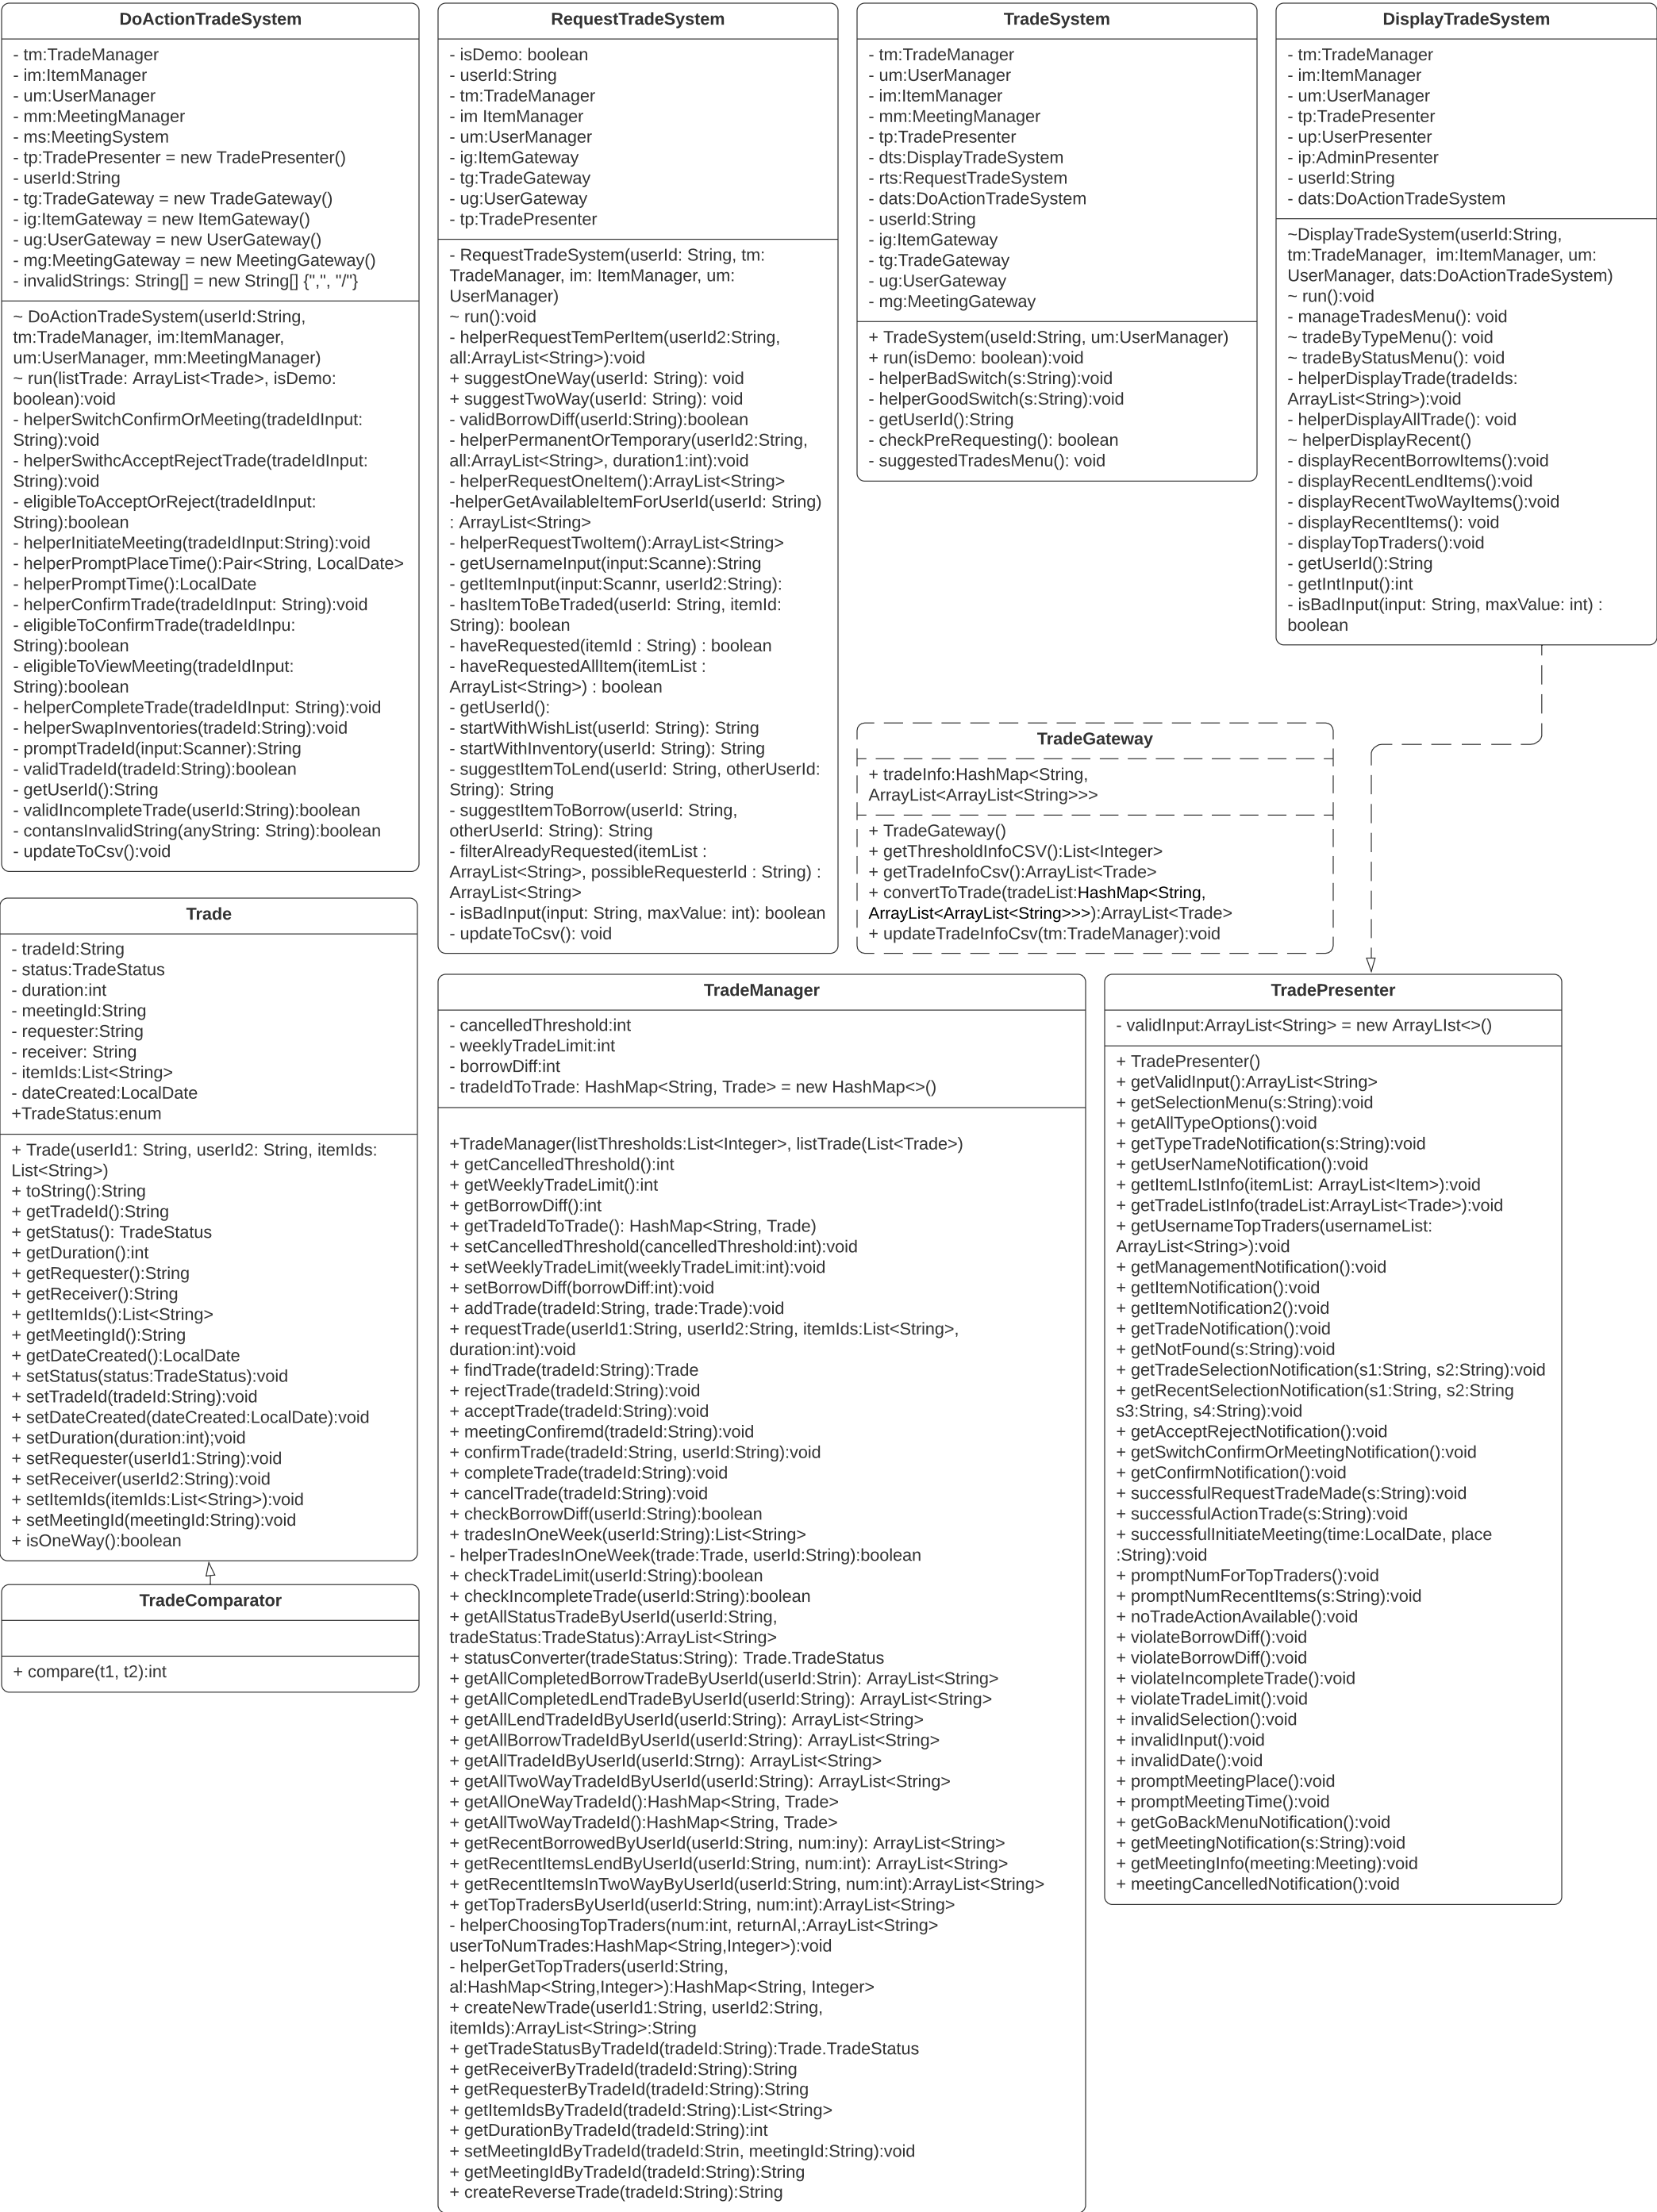 DoActionTradeSystem
- tm:TradeManager
- im:ItemManager
- um:UserManager
- mm:MeetingManager
- ms:MeetingSystem
- tp:TradePresenter = new TradePresenter()
- userId:String
- tg:TradeGateway = new TradeGateway()
- ig:ItemGateway = new ItemGateway()
- ug:UserGateway = new UserGateway()
- mg:MeetingGateway = new MeetingGateway()
- invalidStrings: String[] = new String[] {",", "/"}
~ DoActionTradeSystem(userId:String,
tm:TradeManager, im:ItemManager,
um:UserManager, mm:MeetingManager)
~ run(listTrade: ArrayList<Trade>, isDemo:
boolean):void
- helperSwitchConfirmOrMeeting(tradeIdInput:
String):void
- helperSwithcAcceptRejectTrade(tradeIdInput:
String):void
- eligibleToAcceptOrReject(tradeIdInput:
String):boolean
- helperInitiateMeeting(tradeIdInput:String):void
- helperPromptPlaceTime():Pair<String, LocalDate>
- helperPromptTime():LocalDate
- helperConfirmTrade(tradeIdInput: String):void
- eligibleToConfirmTrade(tradeIdInpu:
String):boolean
- eligibleToViewMeeting(tradeIdInput:
String):boolean
- helperCompleteTrade(tradeIdInput: String):void
- helperSwapInventories(tradeId:String):void
- promptTradeId(input:Scanner):String
- validTradeId(tradeId:String):boolean
- getUserId():String
- validIncompleteTrade(userId:String):boolean
- contansInvalidString(anyString: String):boolean
- updateToCsv():void
RequestTradeSystem
- isDemo: boolean
- userId:String
- tm:TradeManager
- im ItemManager
- um:UserManager
- ig:ItemGateway
- tg:TradeGateway
- ug:UserGateway
- tp:TradePresenter
- RequestTradeSystem(userId: String, tm:
TradeManager, im: ItemManager, um:
UserManager)
~ run():void
- helperRequestTemPerItem(userId2:String,
all:ArrayList<String>):void
+ suggestOneWay(userId: String): void
+ suggestTwoWay(userId: String): void
- validBorrowDiff(userId:String):boolean
- helperPermanentOrTemporary(userId2:String,
all:ArrayList<String>, duration1:int):void
- helperRequestOneItem():ArrayList<String>
-helperGetAvailableItemForUserId(userId: String)
: ArrayList<String>
- helperRequestTwoItem():ArrayList<String>
- getUsernameInput(input:Scanne):String
- getItemInput(input:Scannr, userId2:String):
- hasItemToBeTraded(userId: String, itemId:
String): boolean
- haveRequested(itemId : String) : boolean
- haveRequestedAllItem(itemList :
ArrayList<String>) : boolean
- getUserId():
- startWithWishList(userId: String): String
- startWithInventory(userId: String): String
- suggestItemToLend(userId: String, otherUserId:
String): String
- suggestItemToBorrow(userId: String,
otherUserId: String): String
- filterAlreadyRequested(itemList :
ArrayList<String>, possibleRequesterId : String) :
ArrayList<String>
- isBadInput(input: String, maxValue: int): boolean
- updateToCsv(): void
TradeSystem
- tm:TradeManager
- um:UserManager
- im:ItemManager
- mm:MeetingManager
- tp:TradePresenter
- dts:DisplayTradeSystem
- rts:RequestTradeSystem
- dats:DoActionTradeSystem
- userId:String
- ig:ItemGateway
- tg:TradeGateway
- ug:UserGateway
- mg:MeetingGateway
+ TradeSystem(useId:String, um:UserManager)
+ run(isDemo: boolean):void
- helperBadSwitch(s:String):void
- helperGoodSwitch(s:String):void
- getUserId():String
- checkPreRequesting(): boolean
- suggestedTradesMenu(): void
DisplayTradeSystem
- tm:TradeManager
- im:ItemManager
- um:UserManager
- tp:TradePresenter
- up:UserPresenter
- ip:AdminPresenter
- userId:String
- dats:DoActionTradeSystem
~DisplayTradeSystem(userId:String,
tm:TradeManager,  im:ItemManager, um:
UserManager, dats:DoActionTradeSystem)
~ run():void
- manageTradesMenu(): void
~ tradeByTypeMenu(): void
~ tradeByStatusMenu(): void
- helperDisplayTrade(tradeIds:
ArrayList<String>):void
- helperDisplayAllTrade(): void
~ helperDisplayRecent()
- displayRecentBorrowItems():void
- displayRecentLendItems():void
- displayRecentTwoWayItems():void
- displayRecentItems(): void
- displayTopTraders():void
- getUserId():String
- getIntInput():int
- isBadInput(input: String, maxValue: int) :
boolean
TradeGateway
+ tradeInfo:HashMap<String,
ArrayList<ArrayList<String>>>
+ TradeGateway()
+ getThresholdInfoCSV():List<Integer>
+ getTradeInfoCsv():ArrayList<Trade>
+ convertToTrade(tradeList:HashMap<String,
ArrayList<ArrayList<String>>>):ArrayList<Trade>
+ updateTradeInfoCsv(tm:TradeManager):void
Trade
- tradeId:String
- status:TradeStatus
- duration:int
- meetingId:String
- requester:String
- receiver: String
- itemIds:List<String>
- dateCreated:LocalDate
+TradeStatus:enum
+ Trade(userId1: String, userId2: String, itemIds:
List<String>)
+ toString():String
+ getTradeId():String
+ getStatus(): TradeStatus
+ getDuration():int
+ getRequester():String
+ getReceiver():String
+ getItemIds():List<String>
+ getMeetingId():String
+ getDateCreated():LocalDate
+ setStatus(status:TradeStatus):void
+ setTradeId(tradeId:String):void
+ setDateCreated(dateCreated:LocalDate):void
+ setDuration(duration:int);void
+ setRequester(userId1:String):void
+ setReceiver(userId2:String):void
+ setItemIds(itemIds:List<String>):void
+ setMeetingId(meetingId:String):void
+ isOneWay():boolean
TradeComparator
+ compare(t1, t2):int
TradeManager
- cancelledThreshold:int
- weeklyTradeLimit:int
- borrowDiff:int
- tradeIdToTrade: HashMap<String, Trade> = new HashMap<>()
+TradeManager(listThresholds:List<Integer>, listTrade(List<Trade>)
+ getCancelledThreshold():int
+ getWeeklyTradeLimit():int
+ getBorrowDiff():int
+ getTradeIdToTrade(): HashMap<String, Trade)
+ setCancelledThreshold(cancelledThreshold:int):void
+ setWeeklyTradeLimit(weeklyTradeLimit:int):void
+ setBorrowDiff(borrowDiff:int):void
+ addTrade(tradeId:String, trade:Trade):void
+ requestTrade(userId1:String, userId2:String, itemIds:List<String>,
duration:int):void
+ findTrade(tradeId:String):Trade
+ rejectTrade(tradeId:String):void
+ acceptTrade(tradeId:String):void
+ meetingConfiremd(tradeId:String):void
+ confirmTrade(tradeId:String, userId:String):void
+ completeTrade(tradeId:String):void
+ cancelTrade(tradeId:String):void
+ checkBorrowDiff(userId:String):boolean
+ tradesInOneWeek(userId:String):List<String>
- helperTradesInOneWeek(trade:Trade, userId:String):boolean
+ checkTradeLimit(userId:String):boolean
+ checkIncompleteTrade(userId:String):boolean
+ getAllStatusTradeByUserId(userId:String,
tradeStatus:TradeStatus):ArrayList<String>
+ statusConverter(tradeStatus:String): Trade.TradeStatus
+ getAllCompletedBorrowTradeByUserId(userId:Strin): ArrayList<String>
+ getAllCompletedLendTradeByUserId(userId:String): ArrayList<String>
+ getAllLendTradeIdByUserId(userId:String): ArrayList<String>
+ getAllBorrowTradeIdByUserId(userId:String): ArrayList<String>
+ getAllTradeIdByUserId(userId:Strng): ArrayList<String>
+ getAllTwoWayTradeIdByUserId(userId:String): ArrayList<String>
+ getAllOneWayTradeId():HashMap<String, Trade>
+ getAllTwoWayTradeId():HashMap<String, Trade>
+ getRecentBorrowedByUserId(userId:String, num:iny): ArrayList<String>
+ getRecentItemsLendByUserId(userId:String, num:int): ArrayList<String>
+ getRecentItemsInTwoWayByUserId(userId:String, num:int):ArrayList<String>
+ getTopTradersByUserId(userId:String, num:int):ArrayList<String>
- helperChoosingTopTraders(num:int, returnAl,:ArrayList<String>
userToNumTrades:HashMap<String,Integer>):void
- helperGetTopTraders(userId:String,
al:HashMap<String,Integer>):HashMap<String, Integer>
+ createNewTrade(userId1:String, userId2:String,
itemIds):ArrayList<String>:String
+ getTradeStatusByTradeId(tradeId:String):Trade.TradeStatus
+ getReceiverByTradeId(tradeId:String):String
+ getRequesterByTradeId(tradeId:String):String
+ getItemIdsByTradeId(tradeId:String):List<String>
+ getDurationByTradeId(tradeId:String):int
+ setMeetingIdByTradeId(tradeId:Strin, meetingId:String):void
+ getMeetingIdByTradeId(tradeId:String):String
+ createReverseTrade(tradeId:String):String
TradePresenter
- validInput:ArrayList<String> = new ArrayLIst<>()
+ TradePresenter()
+ getValidInput():ArrayList<String>
+ getSelectionMenu(s:String):void
+ getAllTypeOptions():void
+ getTypeTradeNotification(s:String):void
+ getUserNameNotification():void
+ getItemLIstInfo(itemList: ArrayList<Item>):void
+ getTradeListInfo(tradeList:ArrayList<Trade>):void
+ getUsernameTopTraders(usernameList:
ArrayList<String>):void
+ getManagementNotification():void
+ getItemNotification():void
+ getItemNotification2():void
+ getTradeNotification():void
+ getNotFound(s:String):void
+ getTradeSelectionNotification(s1:String, s2:String):void
+ getRecentSelectionNotification(s1:String, s2:String
s3:String, s4:String):void
+ getAcceptRejectNotification():void
+ getSwitchConfirmOrMeetingNotification():void
+ getConfirmNotification():void
+ successfulRequestTradeMade(s:String):void
+ successfulActionTrade(s:String):void
+ successfulInitiateMeeting(time:LocalDate, place
:String):void
+ promptNumForTopTraders():void
+ promptNumRecentItems(s:String):void
+ noTradeActionAvailable():void
+ violateBorrowDiff():void
+ violateBorrowDiff():void
+ violateIncompleteTrade():void
+ violateTradeLimit():void
+ invalidSelection():void
+ invalidInput():void
+ invalidDate():void
+ promptMeetingPlace():void
+ promptMeetingTime():void
+ getGoBackMenuNotification():void
+ getMeetingNotification(s:String):void
+ getMeetingInfo(meeting:Meeting):void
+ meetingCancelledNotification():void